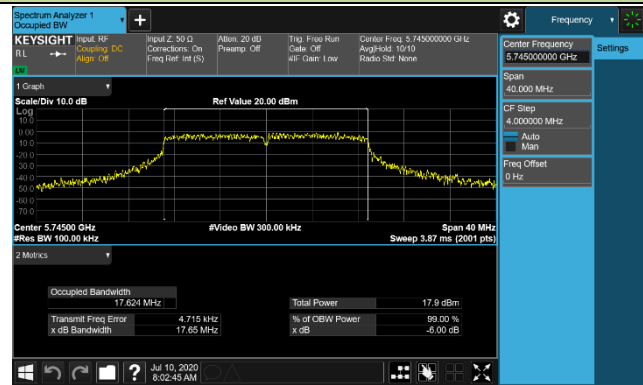 Spectrum Analyzer 1
Occupied BW
Frequency
KEYSIGHT
RL
Input: RF
Coupling: DC
Align: Off
Input Z: 50 Ω
Corrections: On
Freq Ref: Int (S)
Atten: 20 dB
Preamp: Off
Trig: Free Run
Gate: Off
#IF Gain: Low
Center Freq: 5.745000000 GHz
Avg|Hold: 10/10
Radio Std: None
Center Frequency
5.745000000 GHz
Settings
Span
40.000 MHz
CF Step
4.000000 MHz
Auto
Man
Freq Offset
0 Hz
1 Graph
Scale/Div 10.0 dB
Ref Value 20.00 dBm
Log
10.0
0.00
-10.0
-20.0
-30.0
-40.0
-50.0
-60.0
-70.0
Center 5.74500 GHz
#Video BW 300.00 kHz
Span 40 MHz
#Res BW 100.00 kHz
Sweep 3.87 ms (2001 pts)
2 Metrics
Occupied Bandwidth
17.624 MHz
Total Power
17.9 dBm
Transmit Freq Error
4.715 kHz
% of OBW Power
99.00 %
x dB Bandwidth
17.65 MHz
x dB
-6.00 dB
?
Jul 10, 2020
8:02:45 AM